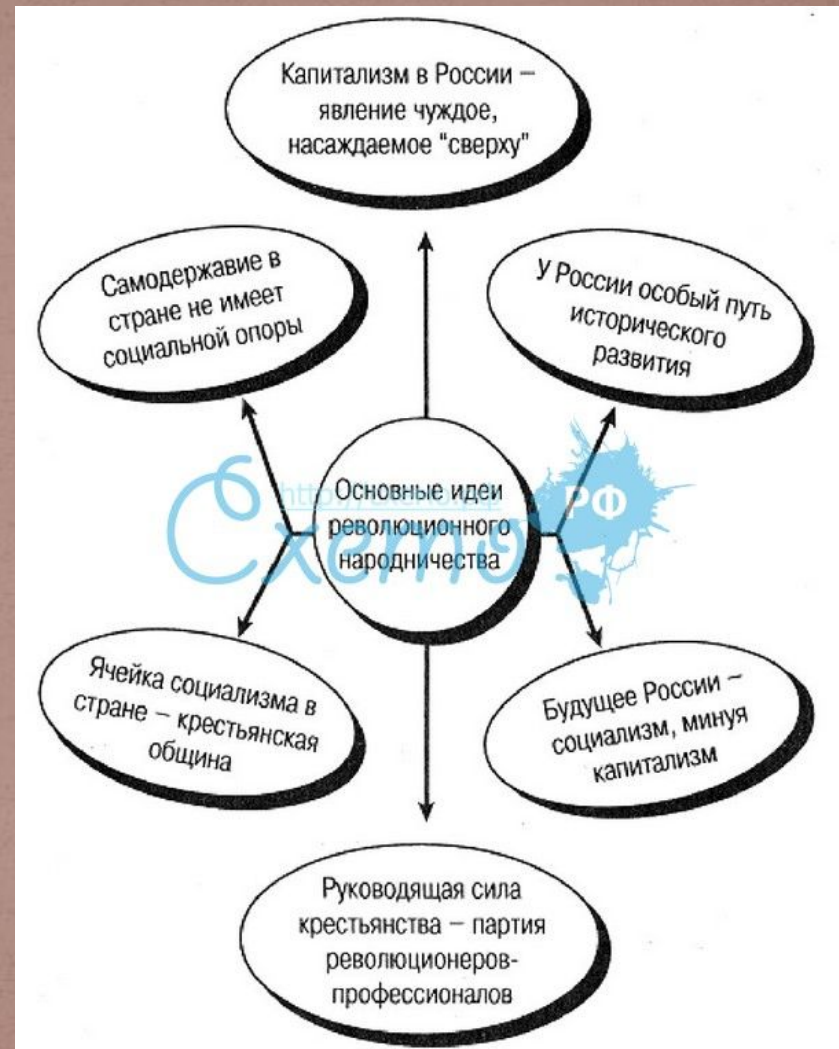 Капитализм в России –
явление чуждое,
насаждаемое "сверху"
Самодержавие в
стране не имеет
социальной опоры
У России особый путь
исторического
развития
Основные идеи
революционного
народничества
Схемо
РФ
Ячейка социализма в
стране – крестьянская
община
Будущее России –
социализм, минуя
капитализм
Руководящая сила
крестьянства – партия
революционеров-
профессионалов